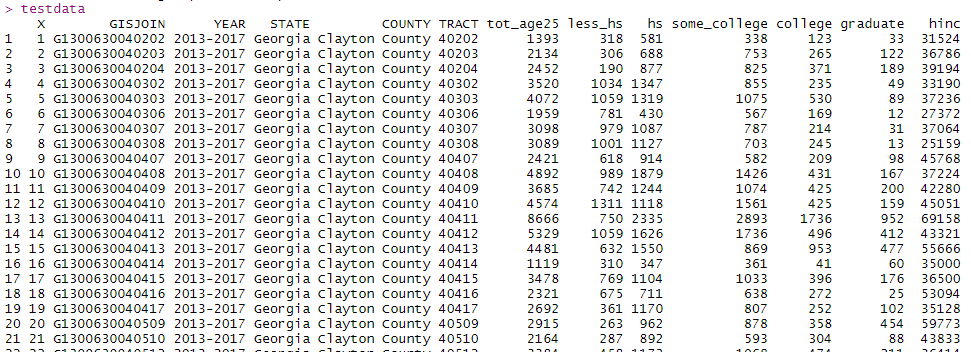 > testdata
X GISJOIN YEAR STATE COUNTY TRACT tot_age25 less_hs hs some_college college graduate hinc
1 1 G1300630040202 2013-2017 Georgia Clayton County 40202 1393 318 581 338 123 33 31524
2 2 G1300630040203 2013-2017 Georgia Clayton County 40203 2134 306 688 753 265 122 36786
3 3 G1300630040204 2013-2017 Georgia Clayton County 40204 2452 190 877 825 371 189 39194
4 4 G1300630040302 2013-2017 Georgia Clayton County 40302 3520 1034 1347 855 235 49 33190
5 5 G1300630040303 2013-2017 Georgia Clayton County 40303 4072 1059 1319 1075 530 89 37236
6 6 G1300630040306 2013-2017 Georgia Clayton County 40306 1959 781 430 567 169 12 27372
7 7 G1300630040307 2013-2017 Georgia Clayton County 40307 3098 979 1087 787 214 31 37064
8 8 G1300630040308 2013-2017 Georgia Clayton County 40308 3089 1001 1127 703 245 13 25159
9 9 G1300630040407 2013-2017 Georgia Clayton County 40407 2421 618 914 582 209 98 45768
10 10 G1300630040408 2013-2017 Georgia Clayton County 40408 4892 989 1879 1426 431 167 37224
11 11 G1300630040409 2013-2017 Georgia Clayton County 40409 3685 742 1244 1074 425 200 42280
12 12 G1300630040410 2013-2017 Georgia Clayton County 40410 4574 1311 1118 1561 425 159 45051
13 13 G1300630040411 2013-2017 Georgia Clayton County 40411 8666 750 2335 2893 1736 952 69158
14 14 G1300630040412 2013-2017 Georgia Clayton County 40412 5329 1059 1626 1736 496 412 43321
15 15 G1300630040413 2013-2017 Georgia Clayton County 40413 4481 632 1550 869 953 477 55666
16 16 G1300630040414 2013-2017 Georgia Clayton County 40414 1119 310 347 361 41 60 35000
17 17 G1300630040415 2013-2017 Georgia Clayton County 40415 3478 769 1104 1033 396 176 36500
18 18 G1300630040416 2013-2017 Georgia Clayton County 40416 2321 675 711 638 272 25 53094
19 19 G1300630040417 2013-2017 Georgia Clayton County 40417 2692 361 1170 807 252 102 35128
20 20 G1300630040509 2013-2017 Georgia Clayton County 40509 2915 263 962 878 358 454 59773
21 21 G1300630040510 2013-2017 Georgia Clayton County 40510 2164 287 892 593 304 88 43833